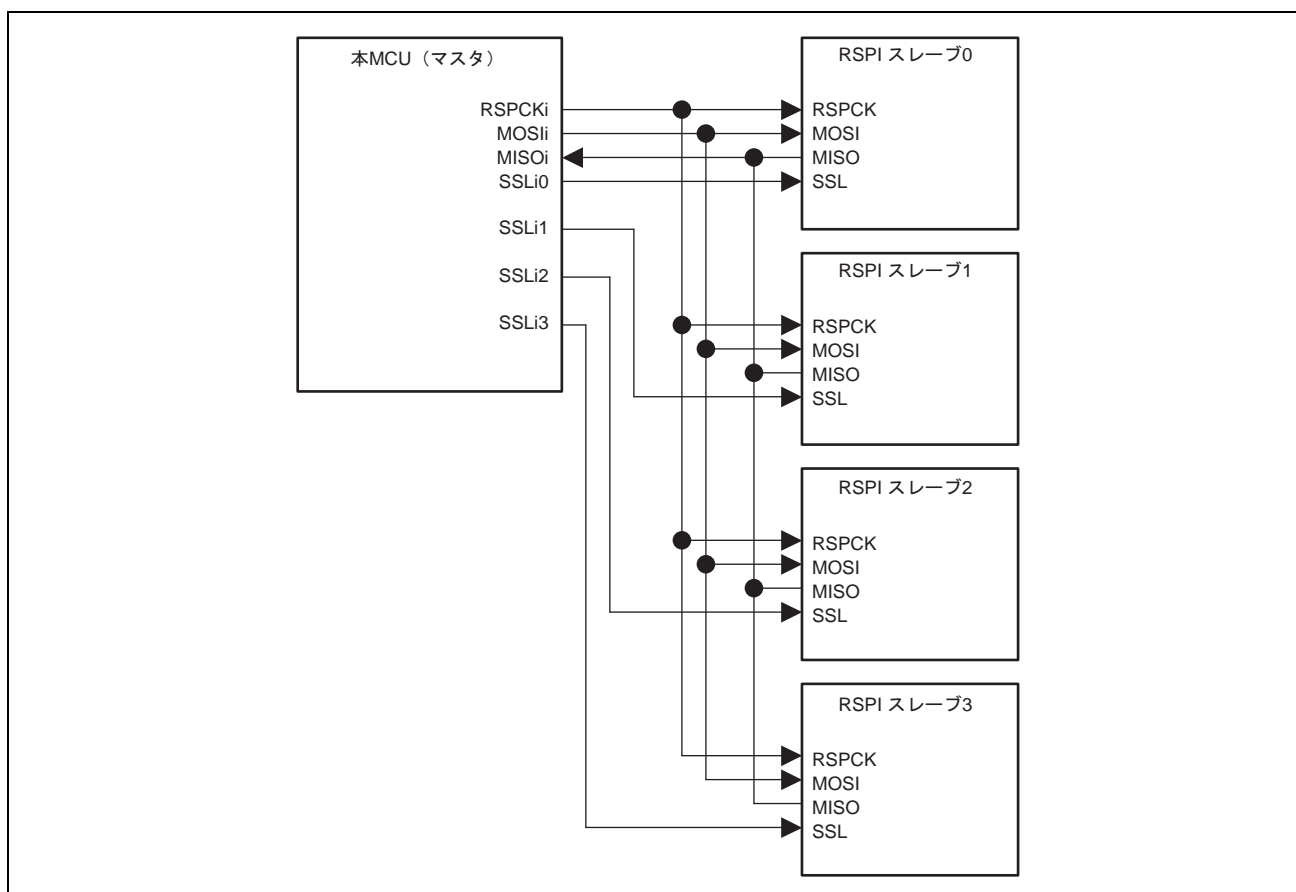 本MCU（マスタ）
RSPCKi
MOSIi
MISOi
SSLi0
SSLi1
SSLi2
SSLi3
RSPI スレーブ0
RSPCK
MOSI
MISO
SSL
RSPI スレーブ1
RSPCK
MOSI
MISO
SSL
RSPI スレーブ2
RSPCK
MOSI
MISO
SSL
RSPI スレーブ3
RSPCK
MOSI
MISO
SSL